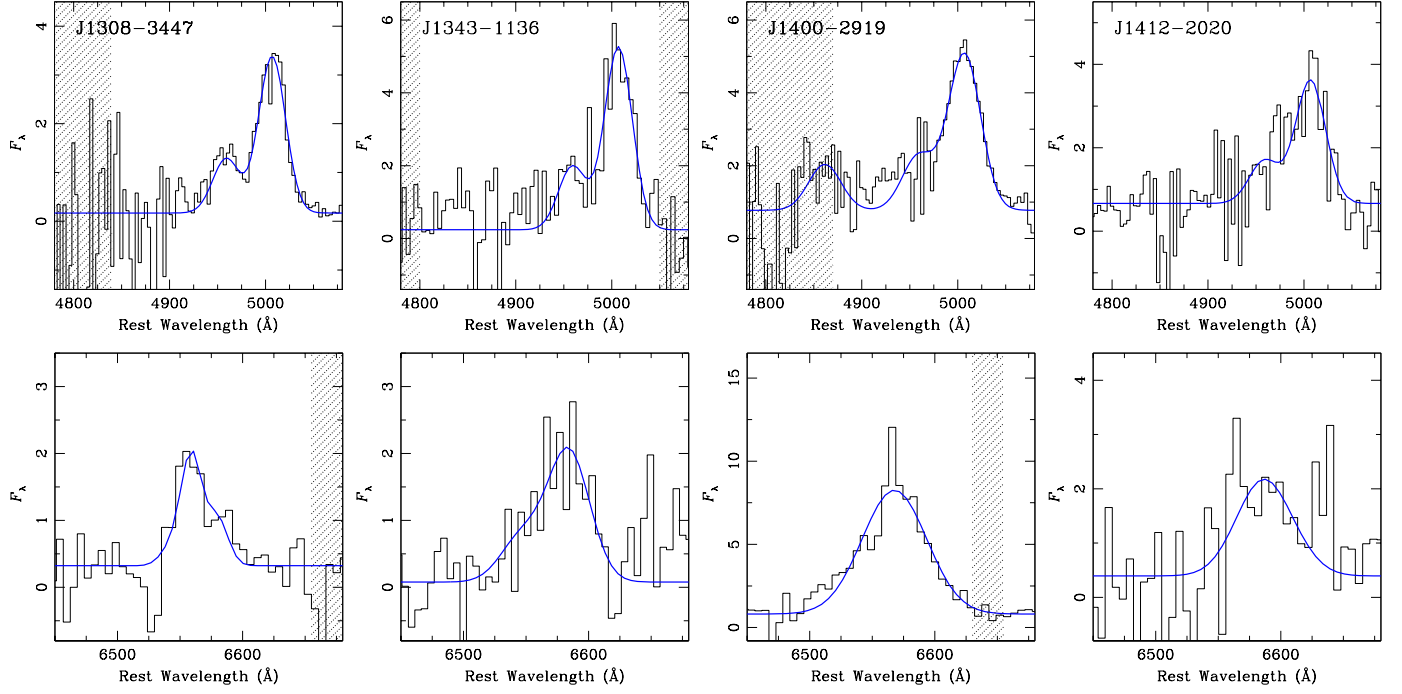 J1308−3447
J1343−1136
J1400−2919
J1412−2020
4
2
0
6
4
2
0
6
4
2
0
4
2
0
Fλ
Fλ
Fλ
Fλ
4800 4900 5000
4800 4900 5000
4800 4900 5000
4800 4900 5000
Rest Wavelength (Å)
Rest Wavelength (Å)
Rest Wavelength (Å)
Rest Wavelength (Å)
3
2
1
0
3
2
1
0
15
10
5
0
4
2
0
Fλ
Fλ
Fλ
Fλ
6500 6600
6500 6600
6500 6600
6500 6600
Rest Wavelength (Å)
Rest Wavelength (Å)
Rest Wavelength (Å)
Rest Wavelength (Å)